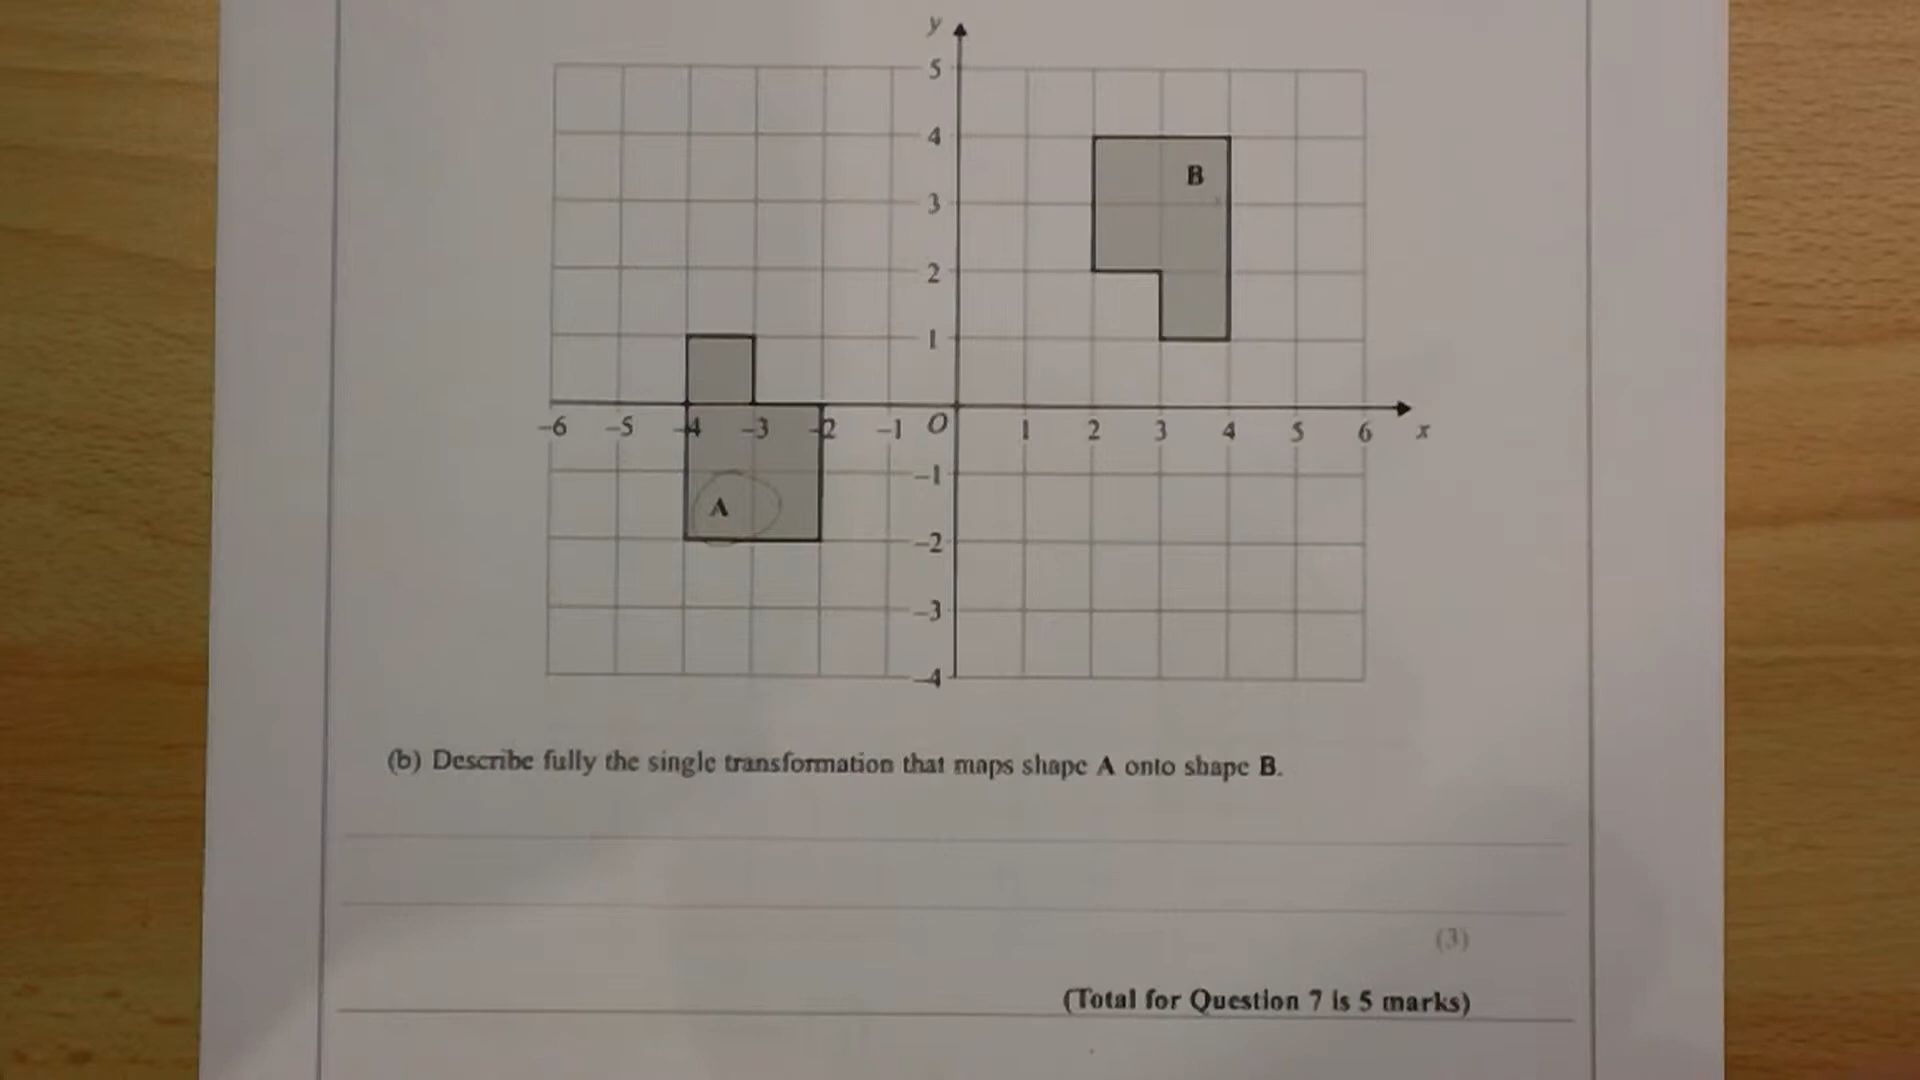 y
5
4
B
3
2
1
-6 -5 -4 -3 -2 -1 O 1 2 3 4 5 6 x
-1
A
-2
-3
-4
(b) Describe fully the single transformation that maps shape A onto shape B.
(3)
(Total for Question 7 is 5 marks)